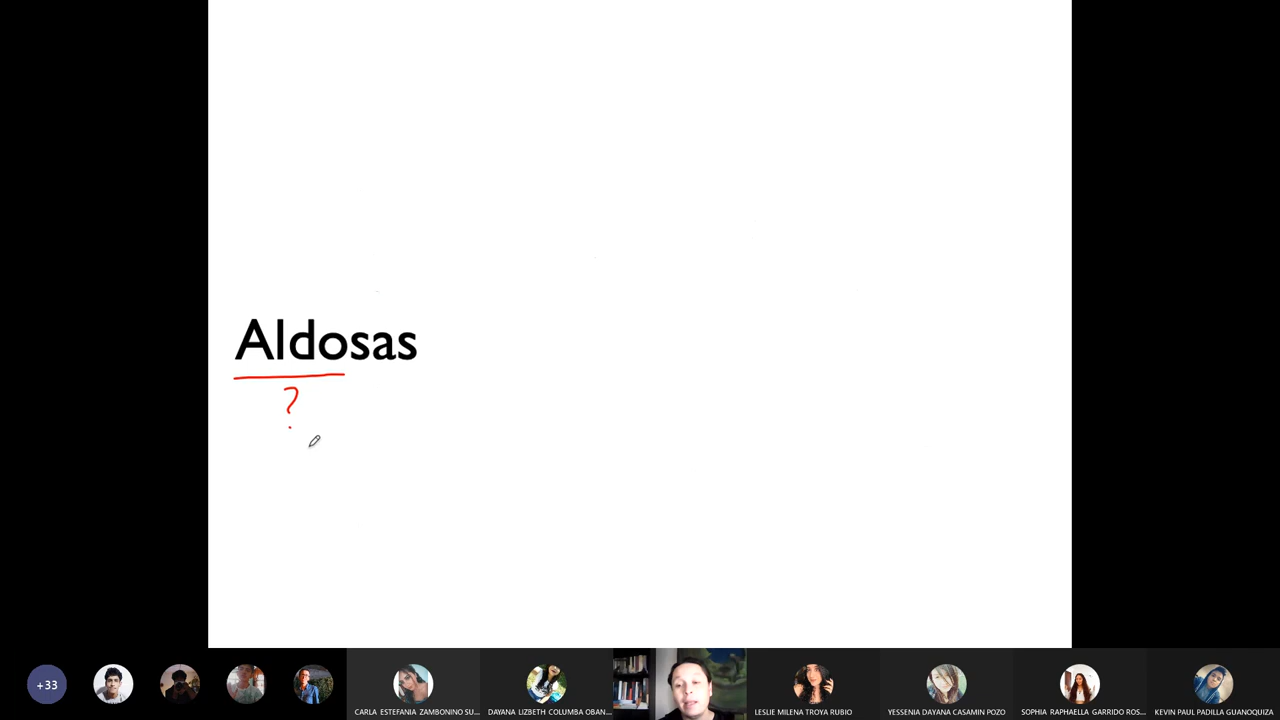 Aldosas
?
+33
CARLA ESTEFANIA ZAMBONINO SU...
DAYANA LIZBETH COLUMBA OBAN...
LESLIE MILENA TROYA RUBIO
YESSENIA DAYANA CASAMIN POZO
SOPHIA RAPHAELLA GARRIDO ROS...
KEVIN PAUL PADILLA GUANOQUIZA